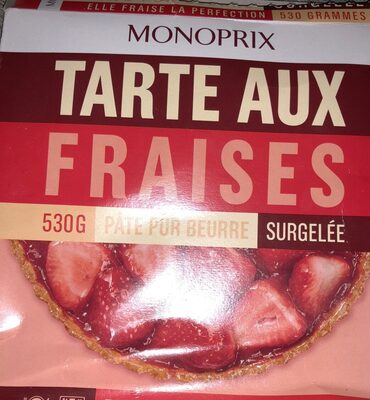 ELLE FRAISE LA PERFECTION 530 GRAMMES
MONOPRIX
TARTE AUX
FRAISES
530G PÂTE PUR BEURRE SURGELÉE